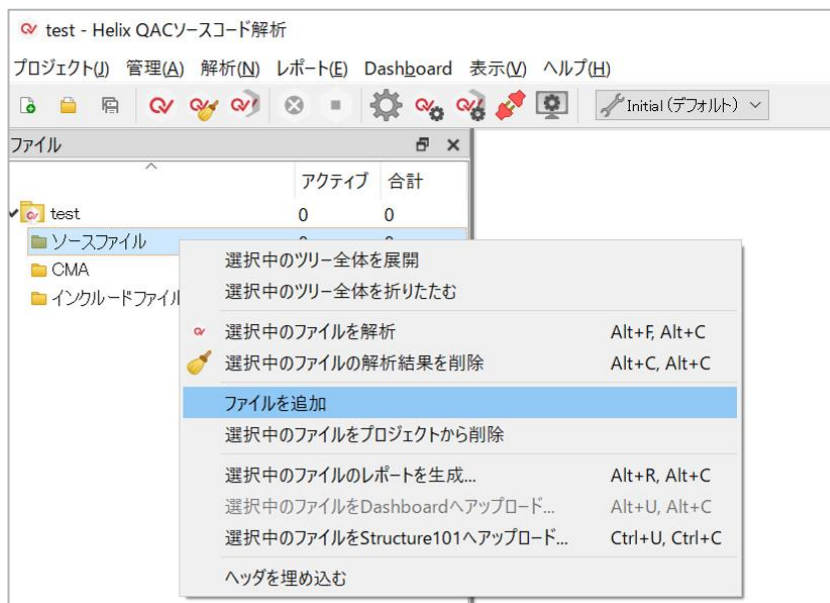 test - Helix QACソースコード解析
プロジェクト(J) 管理(A) 解析(N) レポート(E) Dashboard 表示(V) ヘルプ(H)
Initial (デフォルト)
ファイル
アクティブ 合計
test 0 0
ソースファイル
CMA
インクルードファイル
選択中のツリー全体を展開
選択中のツリー全体を折りたたむ
選択中のファイルを解析 Alt+F, Alt+C
選択中のファイルの解析結果を削除 Alt+C, Alt+C
ファイルを追加
選択中のファイルをプロジェクトから削除
選択中のファイルのレポートを生成... Alt+R, Alt+C
選択中のファイルをDashboardへアップロード... Alt+U, Alt+C
選択中のファイルをStructure101へアップロード... Ctrl+U, Ctrl+C
ヘッダを埋め込む